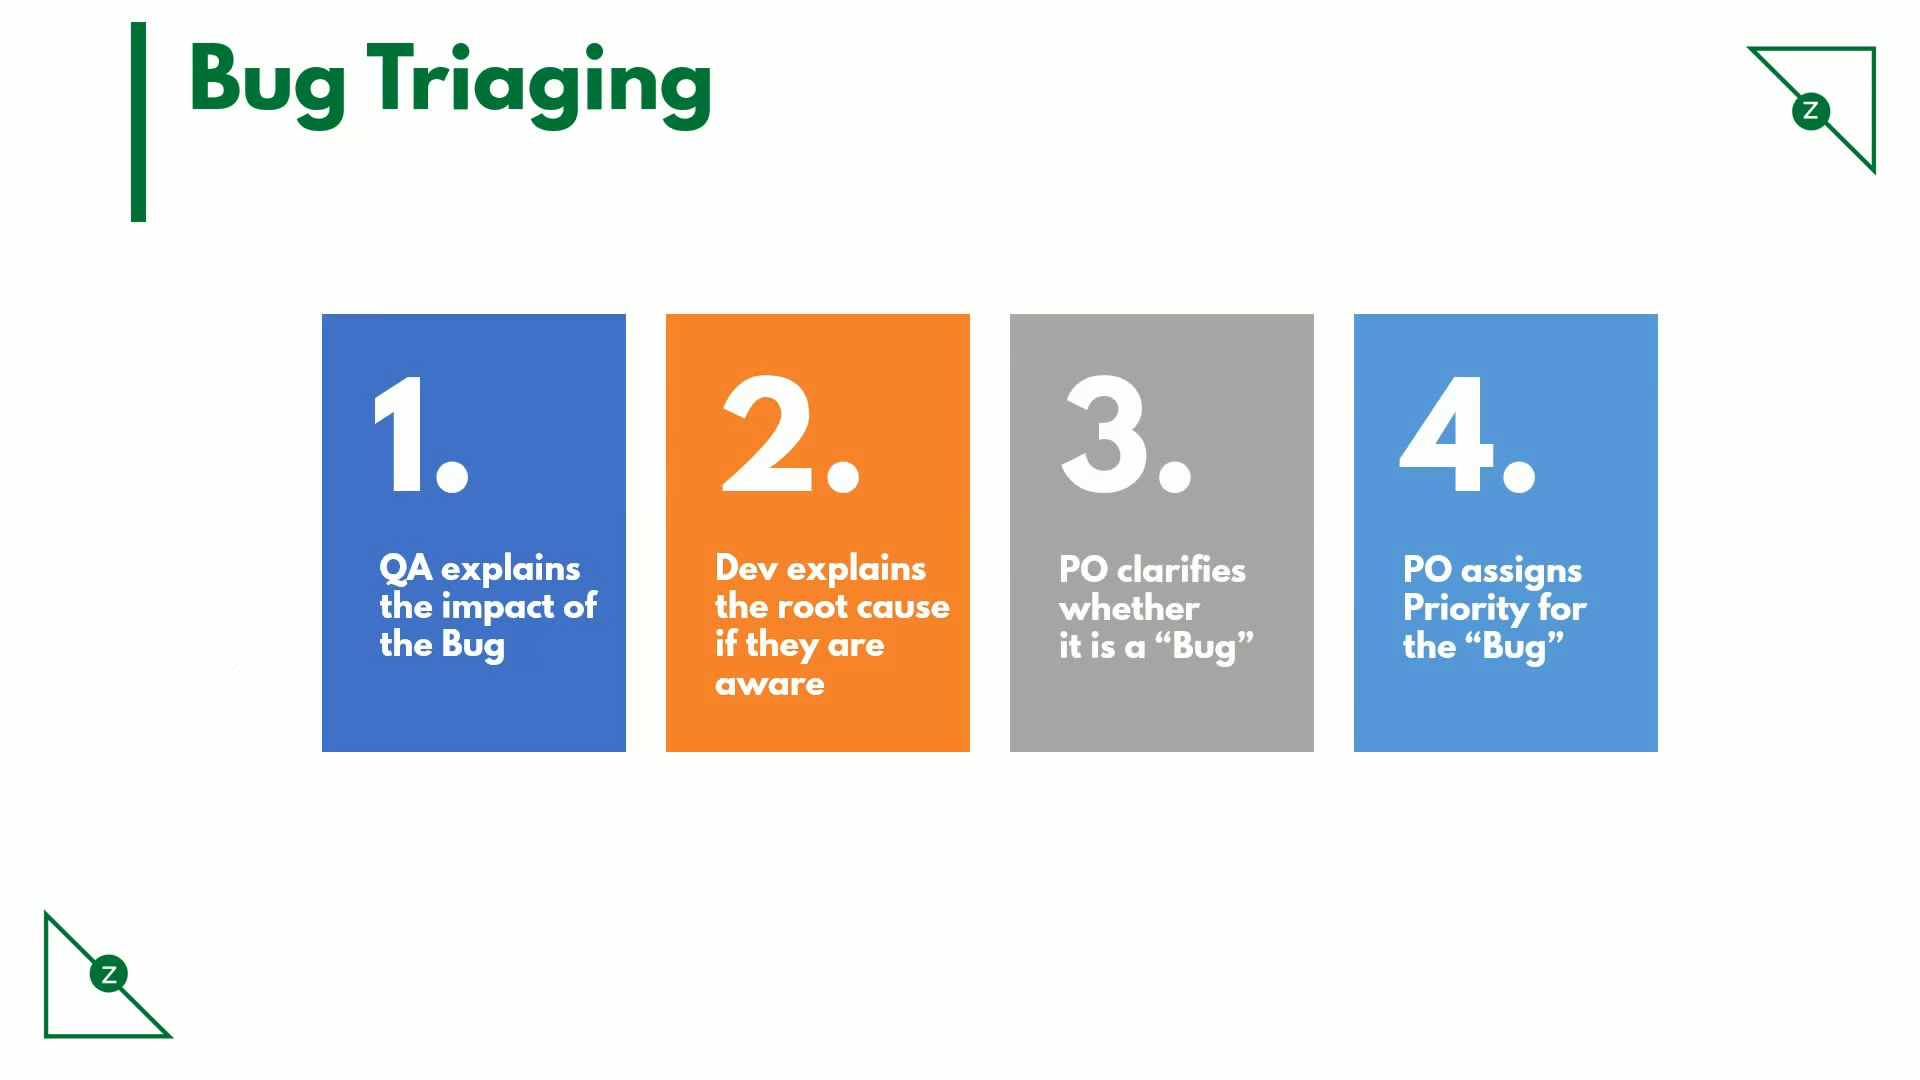 Bug Triaging
Z
1.
QA explains
the impact of
the Bug
2.
Dev explains
the root cause
if they are
aware
3.
PO clarifies
whether
it is a “Bug”
4.
PO assigns
Priority for
the “Bug”
Z